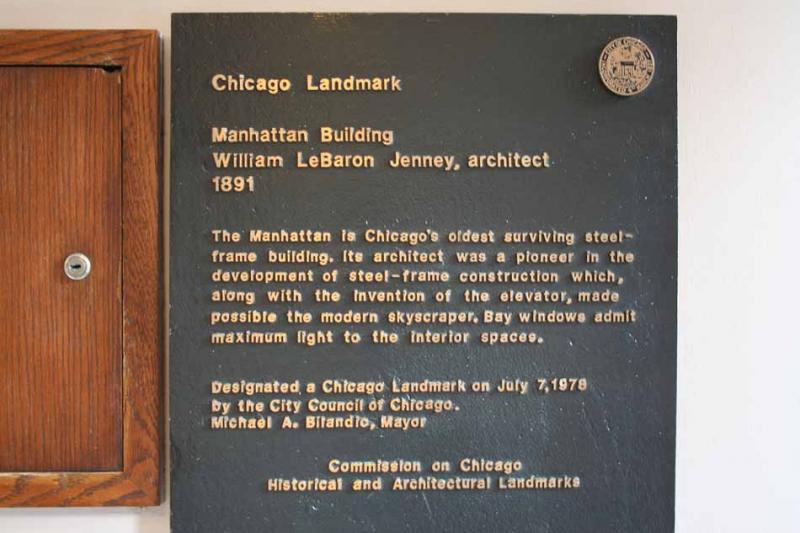 Chicago Landmark
Manhattan Building
William LeBaron Jenney, architect
1891
The Manhattan is Chicago's oldest surviving steel-
frame building. Its architect was a pioneer in the
development of steel-frame construction which,
along with the invention of the elevator, made
possible the modern skyscraper. Bay windows admit
maximum light to the interior spaces.
Designated a Chicago Landmark on July 7, 1978
by the City Council of Chicago.
Michael A. Bilandic, Mayor
Commission on Chicago
Historical and Architectural Landmarks